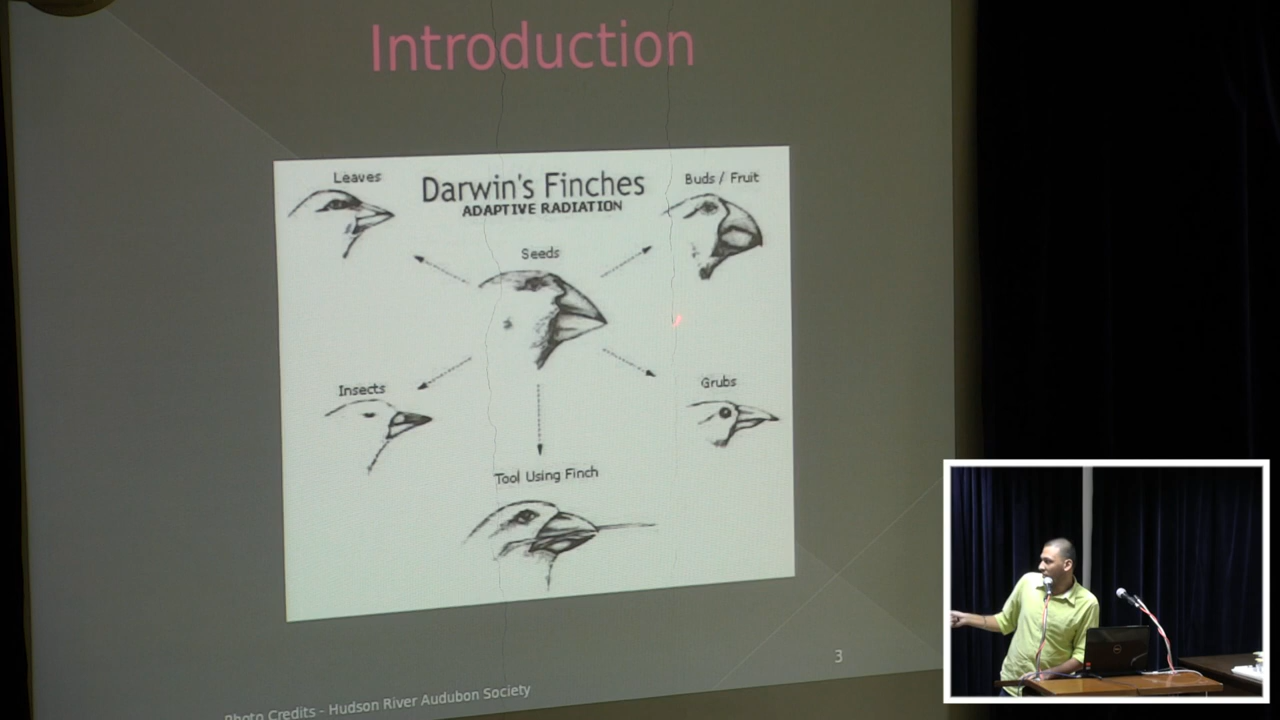 Introduction
Leaves
Darwin's Finches
Buds / Fruit
ADAPTIVE RADIATION
Seeds
Insects
Grubs
Tool Using Finch
3
Photo Credits - Hudson River Audubon Society